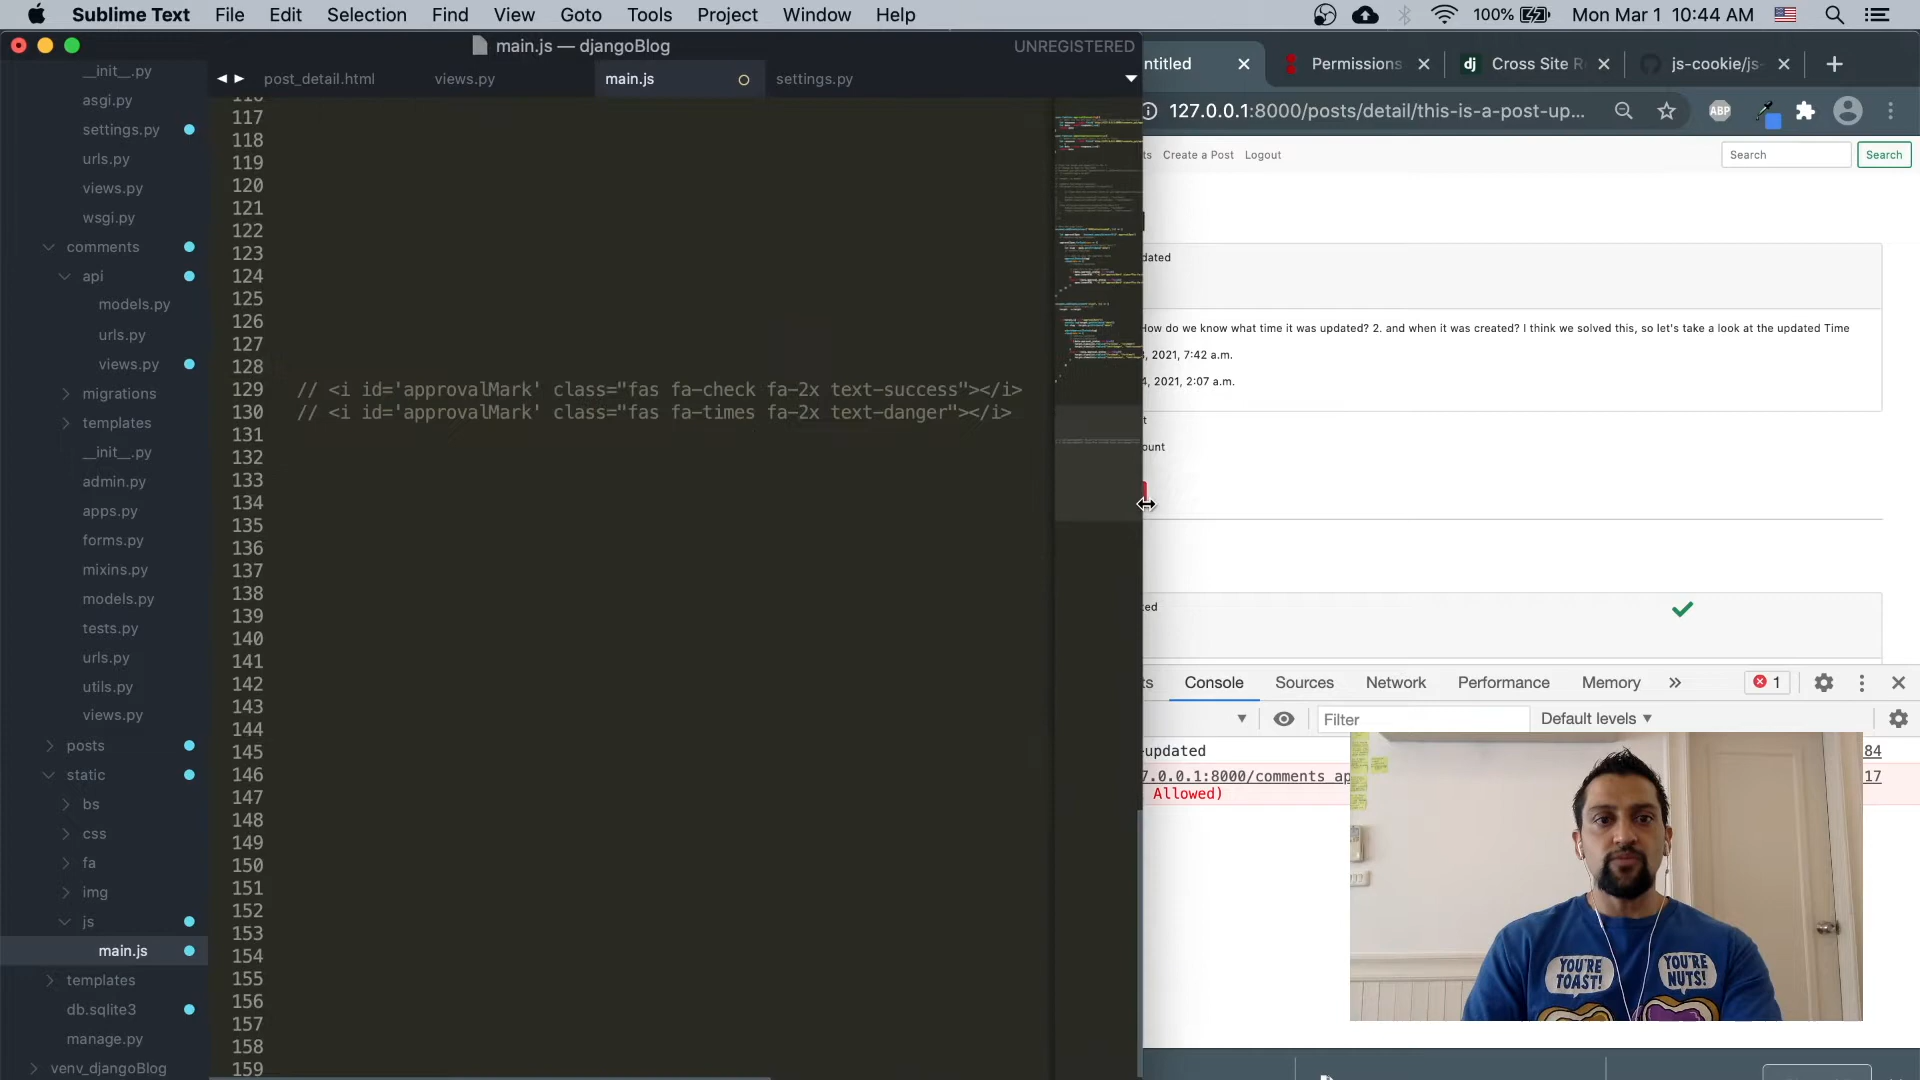 Sublime Text File Edit Selection Find View Goto Tools Project Window Help 100% Mon Mar 1 10:44 AM
main.js — djangoBlog UNREGISTERED
post_detail.html views.py main.js settings.py
ntitled Permissions Cross Site R js-cookie/js-
127.0.0.1:8000/posts/detail/this-is-a-post-up...
ABP
__init__.py
asgi.py
settings.py
urls.py
views.py
wsgi.py
comments
api
models.py
urls.py
views.py
migrations
templates
__init__.py
admin.py
apps.py
forms.py
mixins.py
models.py
tests.py
urls.py
utils.py
views.py
posts
static
bs
css
fa
img
js
main.js
templates
db.sqlite3
manage.py
venv_djangoBlog
117
118
119
120
121
122
123
124
125
126
127
128
129 // <i id='approvalMark' class="fas fa-check fa-2x text-success"></i>
130 // <i id='approvalMark' class="fas fa-times fa-2x text-danger"></i>
131
132
133
134
135
136
137
138
139
140
141
142
143
144
145
146
147
148
149
150
151
152
153
154
155
156
157
158
159
ts Create a Post Logout Search Search
dated
How do we know what time it was updated? 2. and when it was created? I think we solved this, so let's take a look at the updated Time
, 2021, 7:42 a.m.
4, 2021, 2:07 a.m.
t
ount
ted
ts Console Sources Network Performance Memory » 1
Filter Default levels
-updated 84
7.0.0.1:8000/comments_ap 17
Allowed)
YOU'RE TOAST!
YOU'RE NUTS!